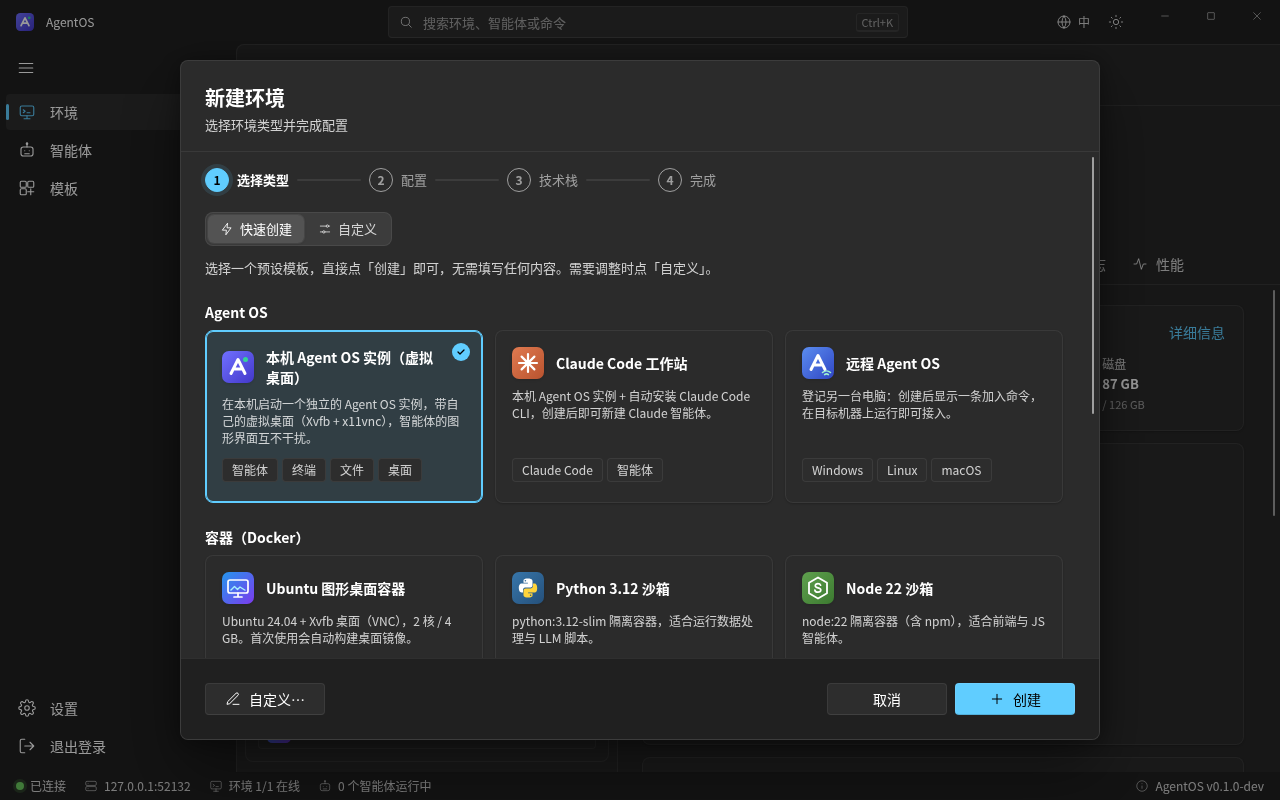 AgentOS
搜索环境、智能体或命令
Ctrl+K
中
环境
智能体
模板
设置
退出登录
新建环境
选择环境类型并完成配置
1 选择类型
2 配置
3 技术栈
4 完成
快速创建
自定义
选择一个预设模板，直接点「创建」即可，无需填写任何内容。需要调整时点「自定义」。
Agent OS
本机 Agent OS 实例（虚拟
桌面）
在本机启动一个独立的 Agent OS 实例，带自
己的虚拟桌面（Xvfb + x11vnc），智能体的图
形界面互不干扰。
智能体 终端 文件 桌面
Claude Code 工作站
本机 Agent OS 实例 + 自动安装 Claude Code
CLI，创建后即可新建 Claude 智能体。
Claude Code 智能体
远程 Agent OS
登记另一台电脑：创建后显示一条加入命令，
在目标机器上运行即可接入。
Windows Linux macOS
容器（Docker）
Ubuntu 图形桌面容器
Ubuntu 24.04 + Xvfb 桌面（VNC），2 核 / 4
GB。首次使用会自动构建桌面镜像。
Python 3.12 沙箱
python:3.12-slim 隔离容器，适合运行数据处
理与 LLM 脚本。
Node 22 沙箱
node:22 隔离容器（含 npm），适合前端与 JS
智能体。
自定义…
取消
创建
性能
详细信息
磁盘
87 GB
/ 126 GB
已连接
127.0.0.1:52132
环境 1/1 在线
0 个智能体运行中
AgentOS v0.1.0-dev